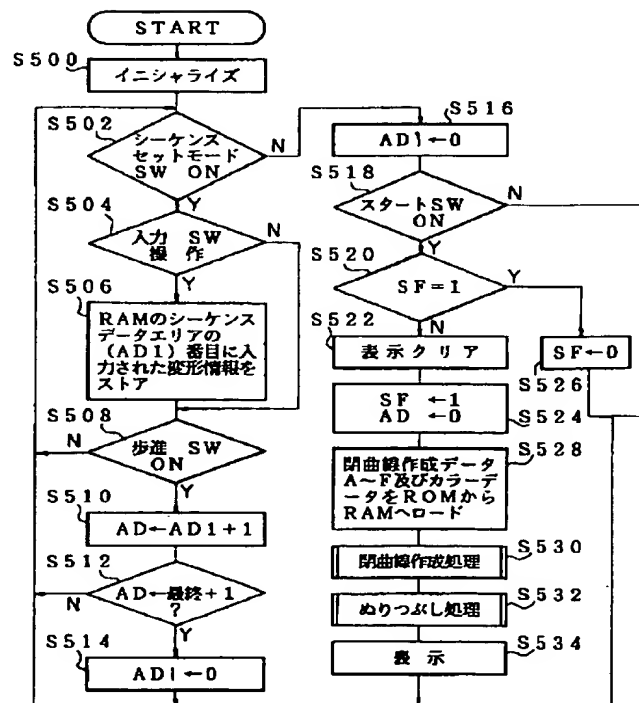 START
S500
イニシャライズ
S502
シーケンス
セットモード
SW ON
N
Y
S504
入力 SW
操作
N
Y
S506
RAMのシーケンス
データエリアの
(AD1)番目に入
力された変形情報を
ストア
S508
歩進 SW
ON
N
Y
S510
AD←AD1+1
S512
AD←最終+1
?
N
Y
S514
AD1←0
S516
AD1←0
S518
スタートSW
ON
N
Y
S520
SF=1
Y
N
S522
表示クリア
SF←0
S526
SF ←1
AD ←0
S524
S528
閉曲線作成データ
A〜F及びカラーデ
ータをROMから
RAMへロード
S530
閉曲線作成処理
S532
ぬりつぶし処理
S534
表 示